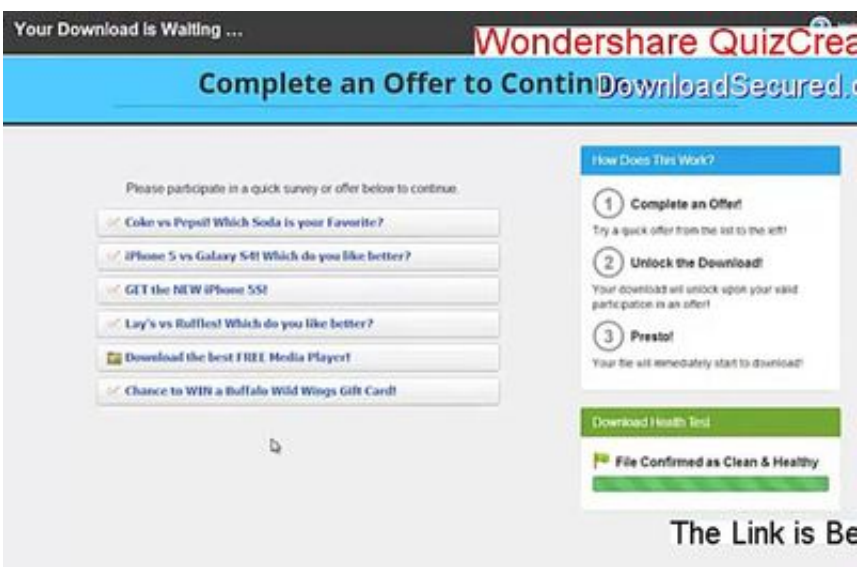 Your Download Is Waiting ...
Wondershare QuizCrea
Complete an Offer to Contin
DownloadSecured.
Please participate in a quick survey or offer below to continue.
Coke vs Pepsi! Which Soda is your Favorite?
iPhone 5 vs Galaxy S4! Which do you like better?
GET the NEW iPhone 5S!
Lay's vs Ruffles! Which do you like better?
Download the best FREE Media Player!
Chance to WIN a Buffalo Wild Wings Gift Card!
How Does This Work?
1 Complete an Offer!
Try a quick offer from the list to the left!
2 Unlock the Download!
Your download will unlock upon your valid
participation in an offer!
3 Presto!
Your file will immediately start to download!
Download Health Test
File Confirmed as Clean & Healthy
The Link is Be